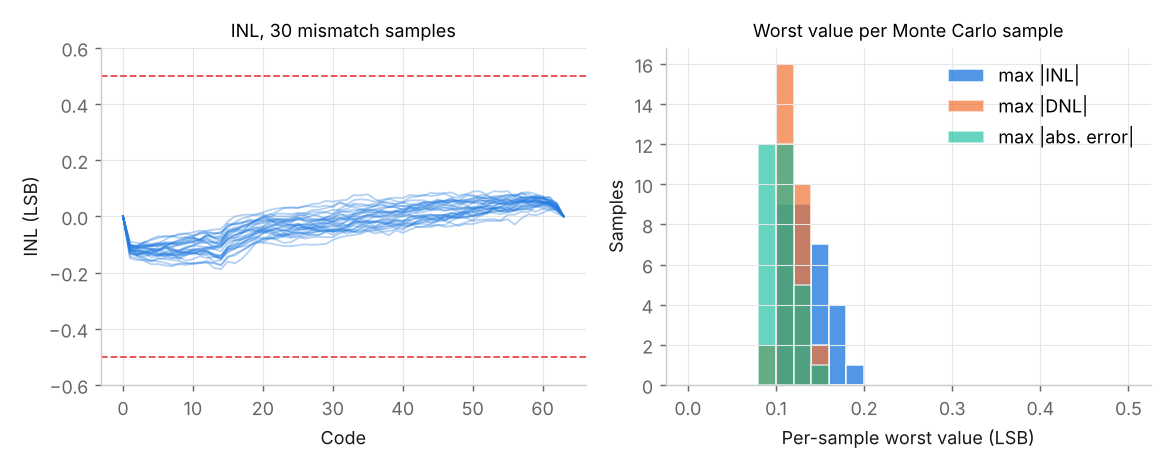 INL, 30 mismatch samples
0.6
0.4
0.2
0.0
−0.2
−0.4
−0.6
INL (LSB)
0 10 20 30 40 50 60
Code
Worst value per Monte Carlo sample
16
14
12
10
8
6
4
2
0
Samples
max |INL|
max |DNL|
max |abs. error|
0.0 0.1 0.2 0.3 0.4 0.5
Per-sample worst value (LSB)